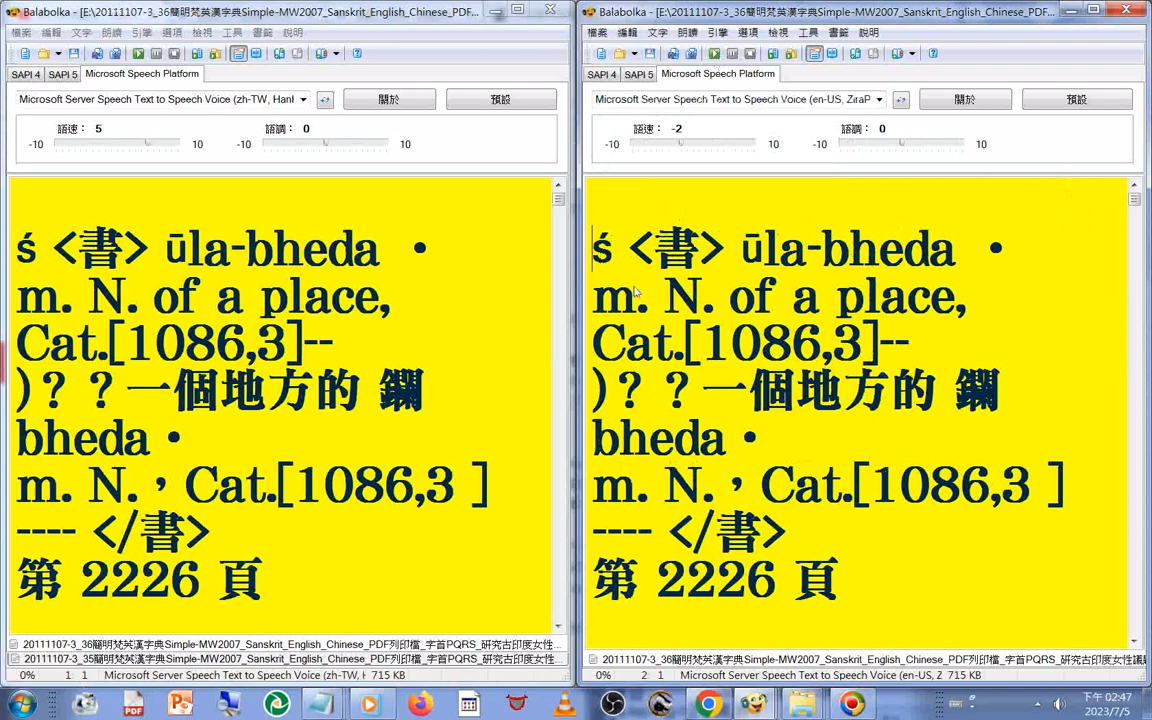 Balabolka - [E:\20111107-3_36簡明梵英漢字典Simple-MW2007_Sanskrit_English_Chinese_PDF...
檔案 編輯 文字 朗讀 引擎 選項 檢視 工具 書籤 說明
SAPI 4 SAPI 5 Microsoft Speech Platform
Microsoft Server Speech Text to Speech Voice (zh-TW, Hanl
關於 預設
語速： 5 語調： 0
-10 10 -10 10
ś <書> ūla-bheda •
m. N. of a place,
Cat.[1086,3]--
)？？一個地方的 鑭
bheda •
m. N.，Cat.[1086,3 ]
---- </書>
第 2226 頁
20111107-3_36簡明梵英漢字典Simple-MW2007_Sanskrit_English_Chinese_PDF列印檔_字首PQRS_研究古印度女性...
20111107-3_35簡明梵英漢字典Simple-MW2007_Sanskrit_English_Chinese_PDF列印檔_字首PQRS_研究古印度女性...
0% 1: 1 Microsoft Server Speech Text to Speech Voice (zh-TW, H 715 KB
Balabolka - [E:\20111107-3_36簡明梵英漢字典Simple-MW2007_Sanskrit_English_Chinese_PDF...
檔案 編輯 文字 朗讀 引擎 選項 檢視 工具 書籤 說明
SAPI 4 SAPI 5 Microsoft Speech Platform
Microsoft Server Speech Text to Speech Voice (en-US, ZiraP
關於 預設
語速： -2 語調： 0
-10 10 -10 10
ś <書> ūla-bheda •
m. N. of a place,
Cat.[1086,3]--
)？？一個地方的 鑭
bheda •
m. N.，Cat.[1086,3 ]
---- </書>
第 2226 頁
20111107-3_36簡明梵英漢字典Simple-MW2007_Sanskrit_English_Chinese_PDF列印檔_字首PQRS_研究古印度女性議
0% 2: 1 Microsoft Server Speech Text to Speech Voice (en-US, Z 715 KB
PDF
下午 02:47
2023/7/5